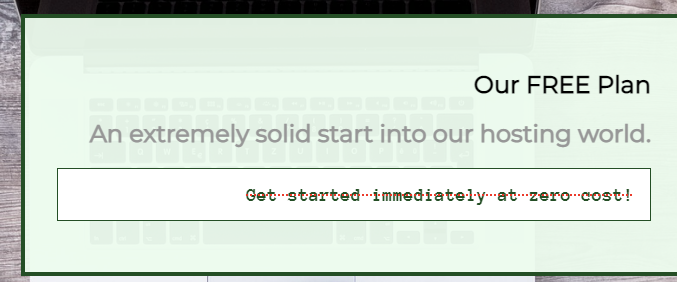 Our FREE Plan
An extremely solid start into our hosting world.
Get started immediately at zero cost!